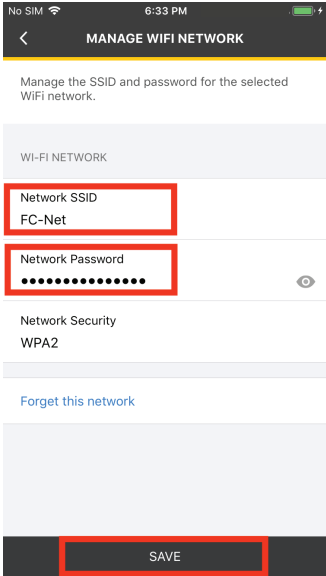 No SIM 6:33 PM
MANAGE WIFI NETWORK
Manage the SSID and password for the selected
WiFi network.
WI-FI NETWORK
Network SSID
FC-Net
Network Password
●●●●●●●●●●●●●●●
Network Security
WPA2
Forget this network
SAVE